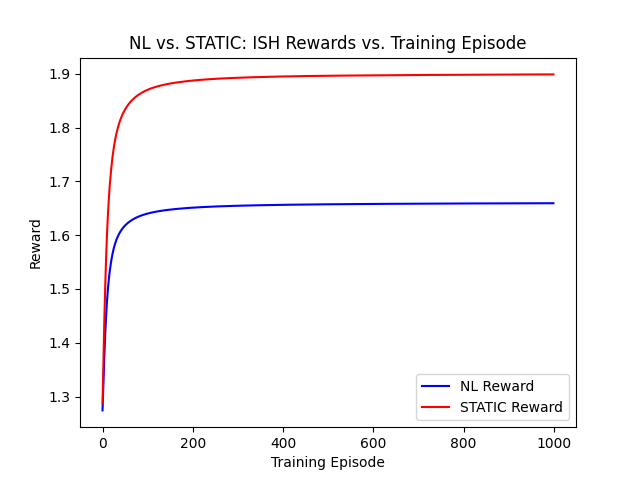 NL vs. STATIC: ISH Rewards vs. Training Episode
1.9
1.8
1.7
1.6
1.5
1.4
1.3
Reward
NL Reward
STATIC Reward
0 200 400 600 800 1000
Training Episode